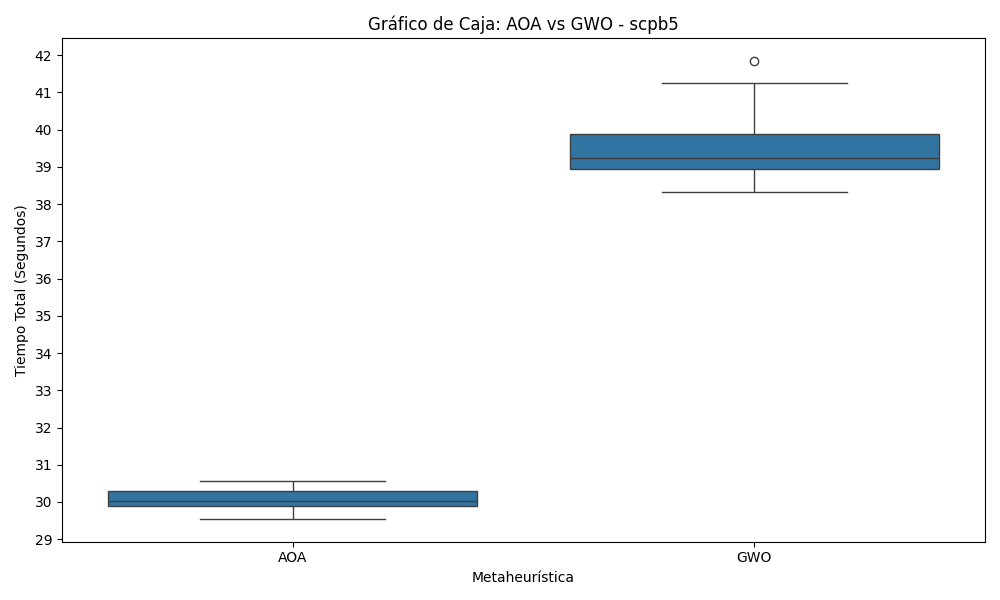 Gráfico de Caja: AOA vs GWO - scpb5
Tiempo Total (Segundos)
42
41
40
39
38
37
36
35
34
33
32
31
30
29
AOA
GWO
Metaheurística